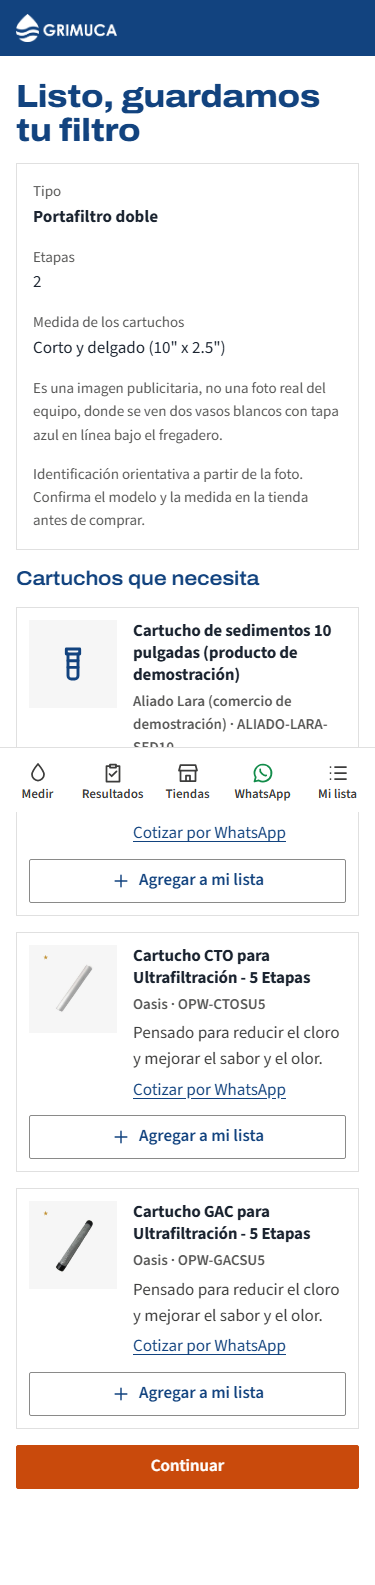 GRIMUCA
Listo, guardamos
tu filtro
Tipo
Portafiltro doble
Etapas
2
Medida de los cartuchos
Corto y delgado (10" x 2.5")
Es una imagen publicitaria, no una foto real del
equipo, donde se ven dos vasos blancos con tapa
azul en línea bajo el fregadero.
Identificación orientativa a partir de la foto.
Confirma el modelo y la medida en la tienda
antes de comprar.
Cartuchos que necesita
Cartucho de sedimentos 10
pulgadas (producto de
demostración)
Aliado Lara (comercio de
demostración) · ALIADO-LARA-
SED10
Medir
Resultados
Tiendas
WhatsApp
Mi lista
Cotizar por WhatsApp
Agregar a mi lista
Cartucho CTO para
Ultrafiltración - 5 Etapas
Oasis · OPW-CTOSU5
Pensado para reducir el cloro
y mejorar el sabor y el olor.
Cotizar por WhatsApp
Agregar a mi lista
Cartucho GAC para
Ultrafiltración - 5 Etapas
Oasis · OPW-GACSU5
Pensado para reducir el cloro
y mejorar el sabor y el olor.
Cotizar por WhatsApp
Agregar a mi lista
Continuar